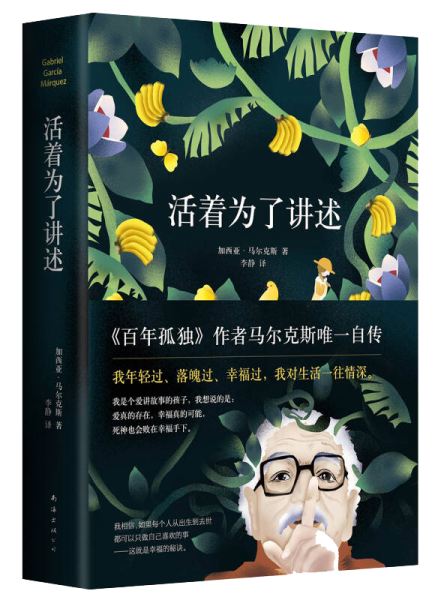 Gabriel
García
Márquez
活着为了讲述
加西亚·马尔克斯 著
李静 译
南海出版公司
活着为了讲述
加西亚·马尔克斯 著
李静 译
《百年孤独》作者马尔克斯唯一自传
我年轻过、落魄过、幸福过，我对生活一往情深。
我是个爱讲故事的孩子，我想说的是：
爱真的存在，幸福真的可能，
死神也会败在幸福手下。
我相信，如果每个人从出生到去世
都可以只做自己喜欢的事
——这就是幸福的秘诀。